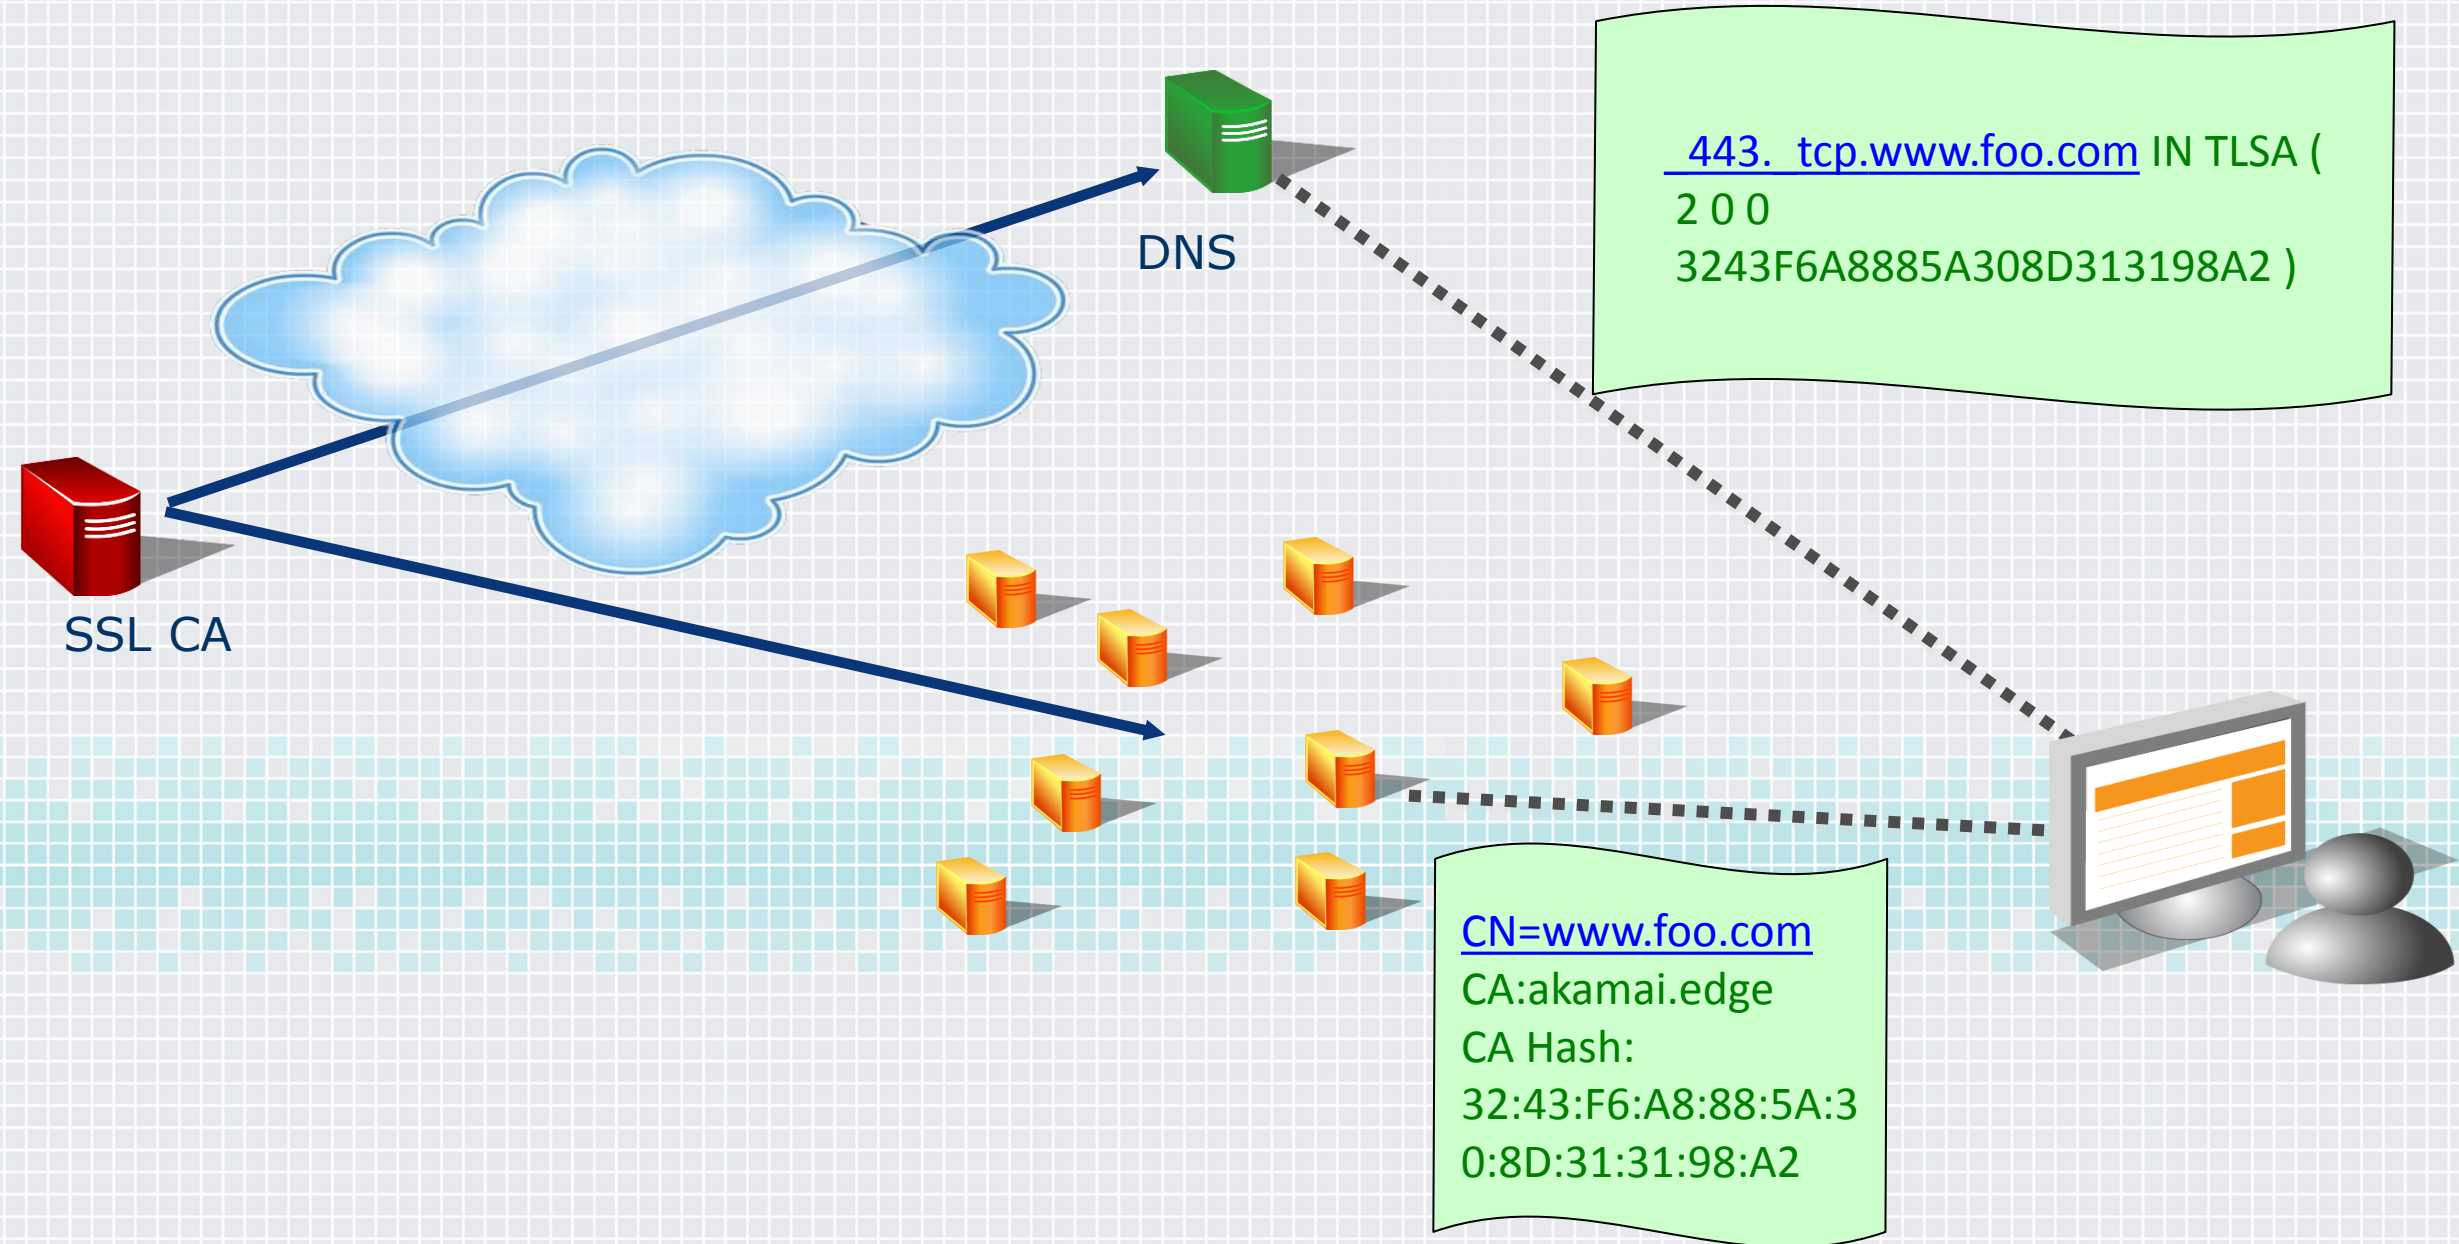 _443._tcp.www.foo.com IN TLSA (
2 0 0
3243F6A8885A308D313198A2 )
DNS
SSL CA
CN=www.foo.com
CA:akamai.edge
CA Hash:
32:43:F6:A8:88:5A:3
0:8D:31:31:98:A2